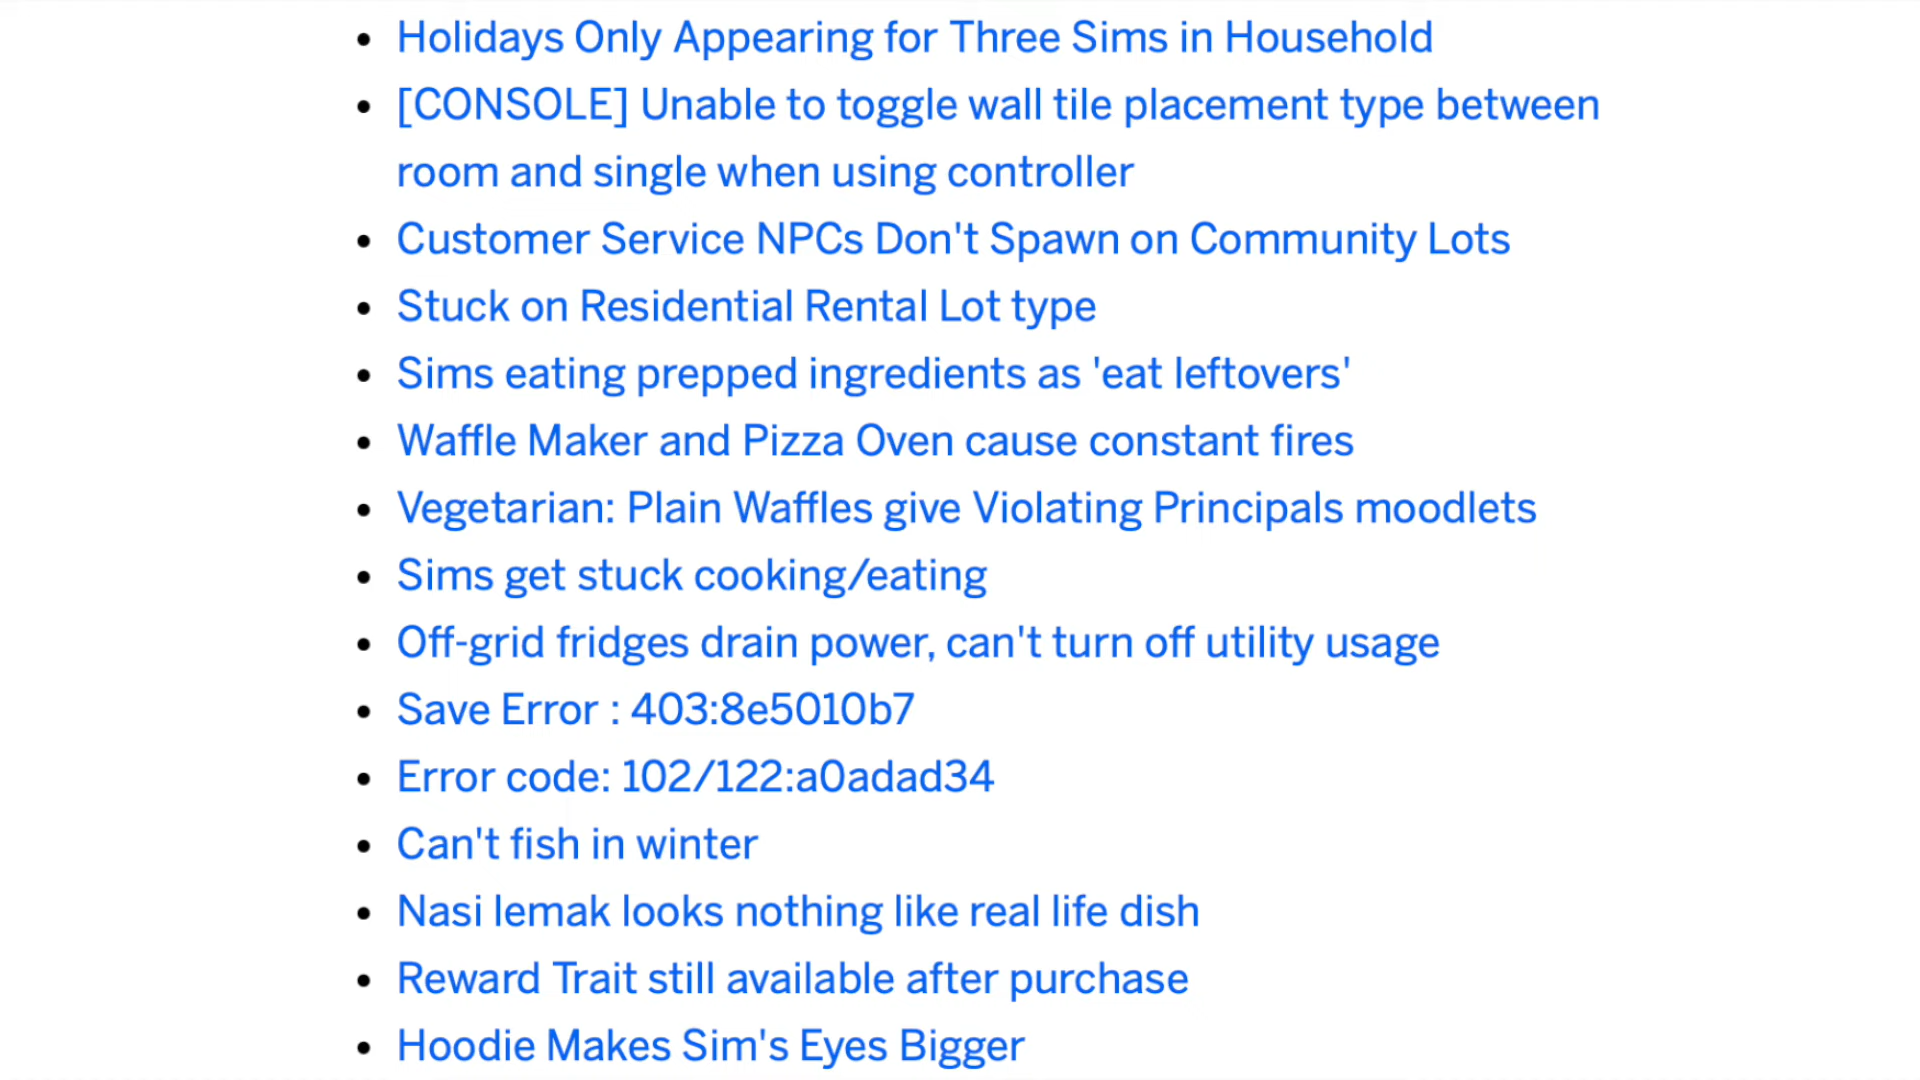 Holidays Only Appearing for Three Sims in Household
[CONSOLE] Unable to toggle wall tile placement type between
room and single when using controller
Customer Service NPCs Don't Spawn on Community Lots
Stuck on Residential Rental Lot type
Sims eating prepped ingredients as 'eat leftovers'
Waffle Maker and Pizza Oven cause constant fires
Vegetarian: Plain Waffles give Violating Principals moodlets
Sims get stuck cooking/eating
Off-grid fridges drain power, can't turn off utility usage
Save Error : 403:8e5010b7
Error code: 102/122:a0adad34
Can't fish in winter
Nasi lemak looks nothing like real life dish
Reward Trait still available after purchase
Hoodie Makes Sim's Eyes Bigger